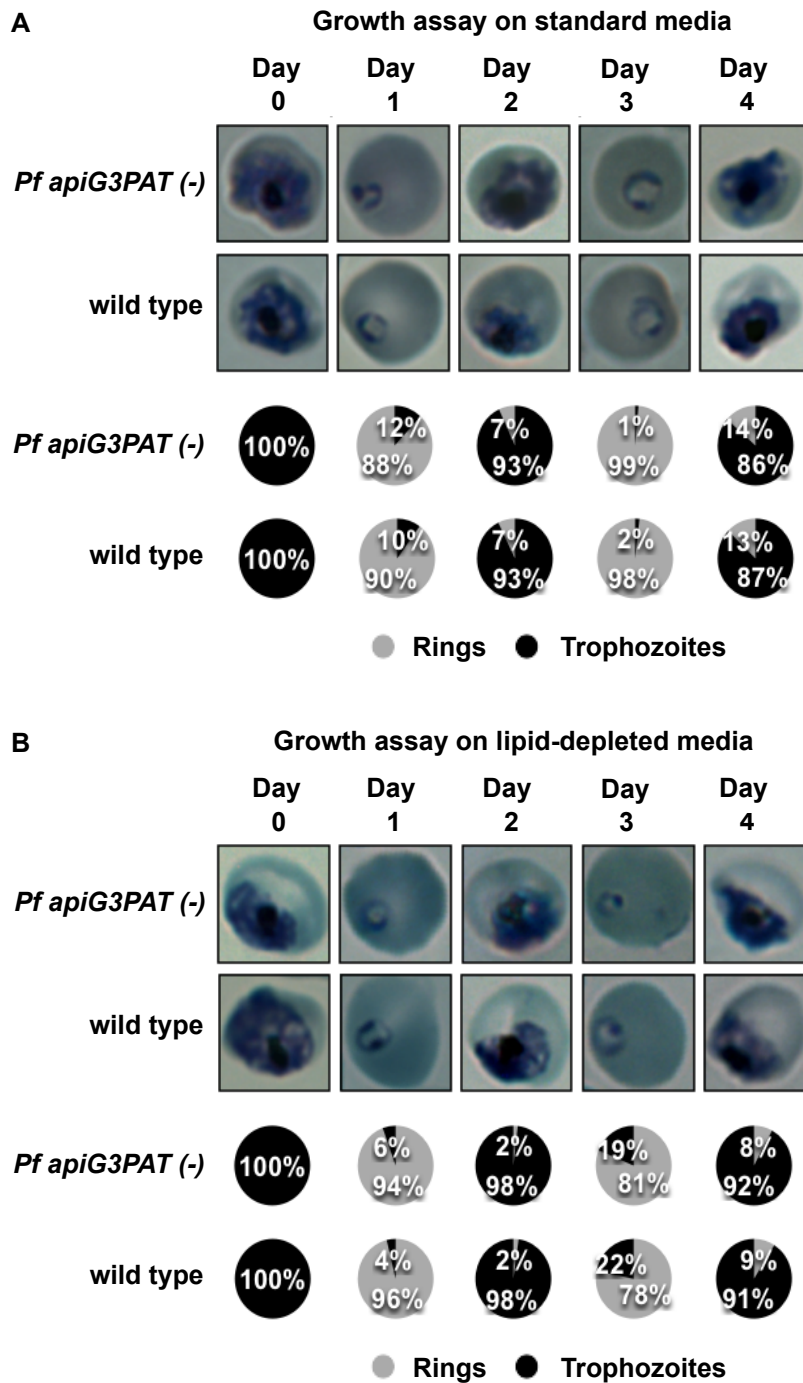 A
Growth assay on standard media
Day Day Day Day Day
0 1 2 3 4
Pf apiG3PAT (-)
wild type
Pf apiG3PAT (-)
100% 12% 88% 7% 93% 1% 99% 14% 86%
wild type
100% 10% 90% 7% 93% 2% 98% 13% 87%
Rings Trophozoites
B
Growth assay on lipid-depleted media
Day Day Day Day Day
0 1 2 3 4
Pf apiG3PAT (-)
wild type
Pf apiG3PAT (-)
100% 6% 94% 2% 98% 19% 81% 8% 92%
wild type
100% 4% 96% 2% 98% 22% 78% 9% 91%
Rings Trophozoites